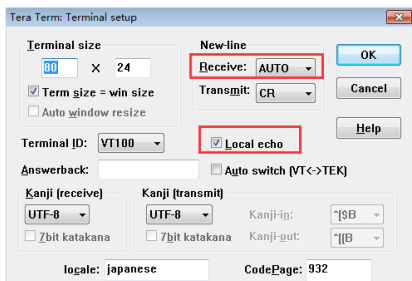 Tera Term: Terminal setup
Terminal size
80 X 24
Term size = win size
Auto window resize
New-line
Receive: AUTO
Transmit: CR
OK
Cancel
Help
Terminal ID: VT100
Local echo
Answerback:
Auto switch (VT<->TEK)
Kanji (receive)
UTF-8
7bit katakana
Kanji (transmit)
UTF-8
7bit katakana
Kanji-in: ^[$B
Kanji-out: ^[(B
locale: japanese
CodePage: 932